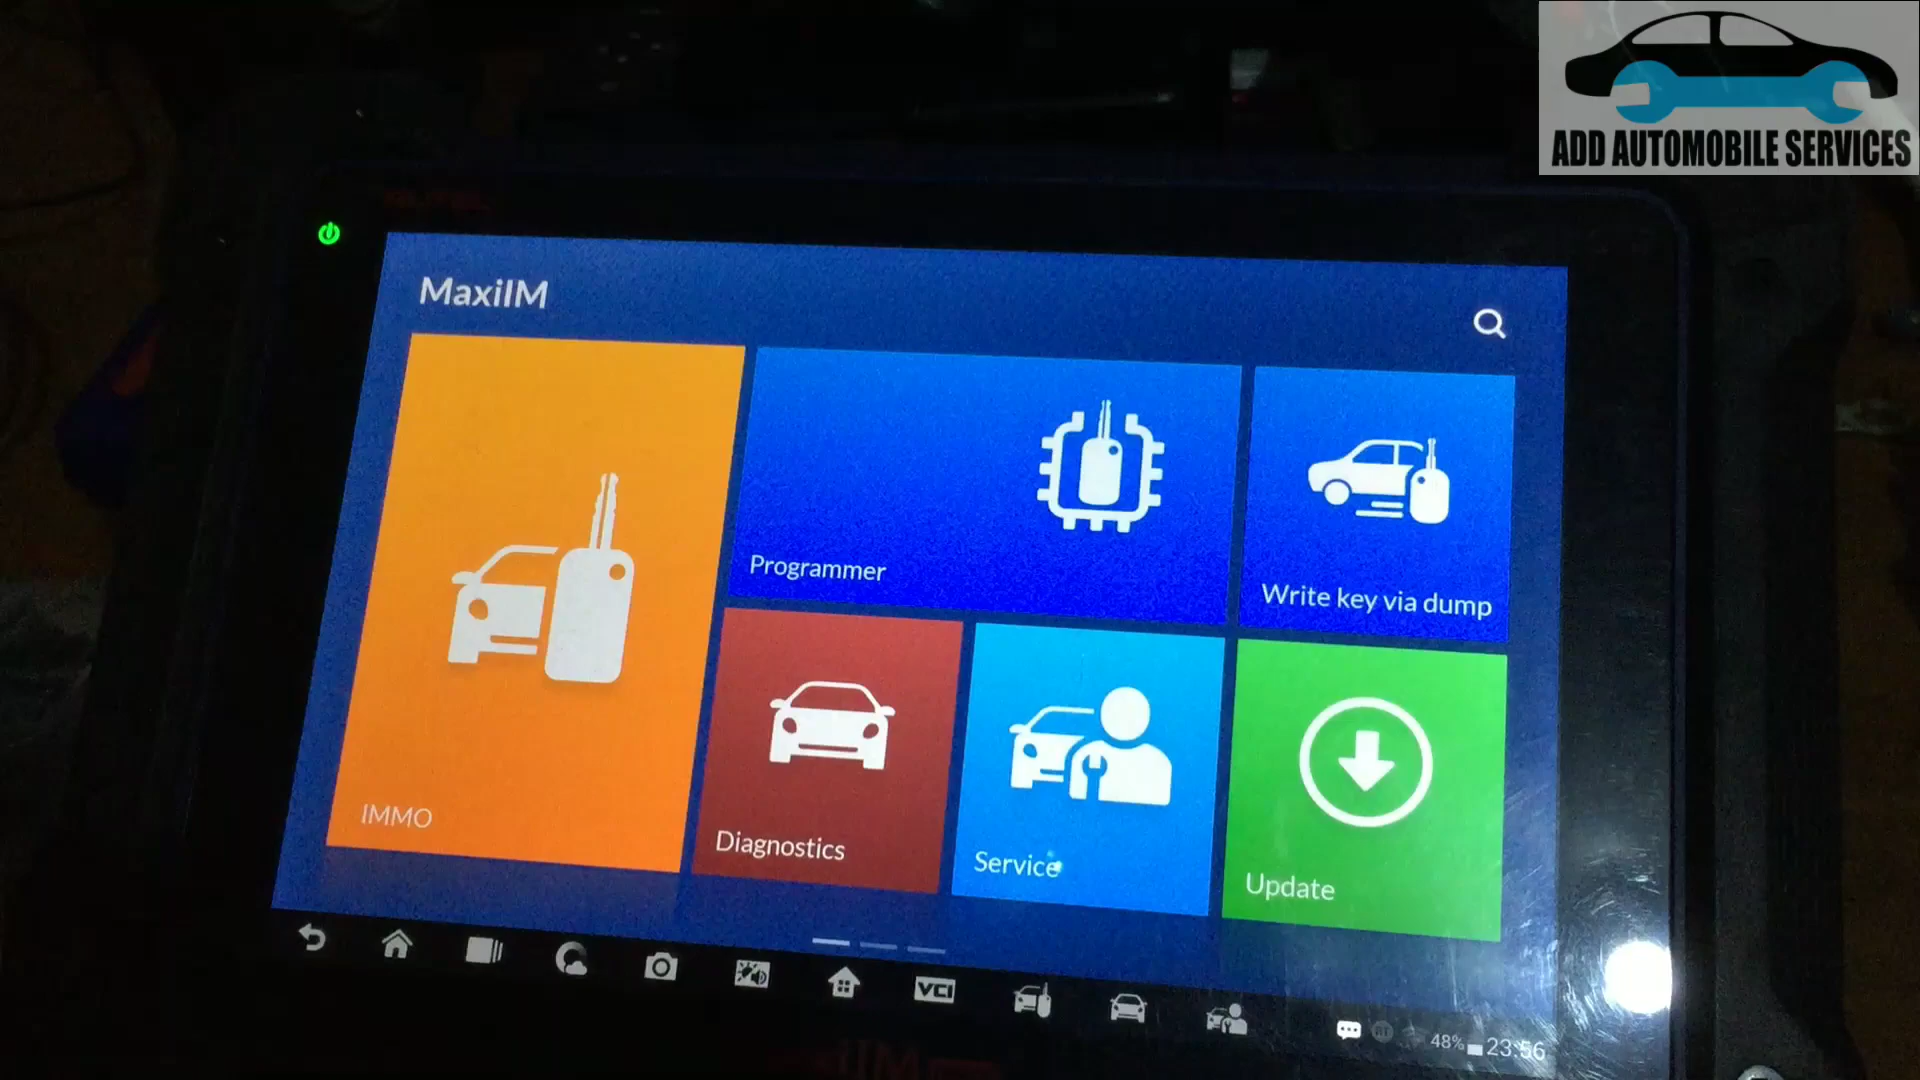 ADD AUTOMOBILE SERVICES
MaxiIM
Programmer
Write key via dump
IMMO
Diagnostics
Service
Update
VCI
48%
23:56